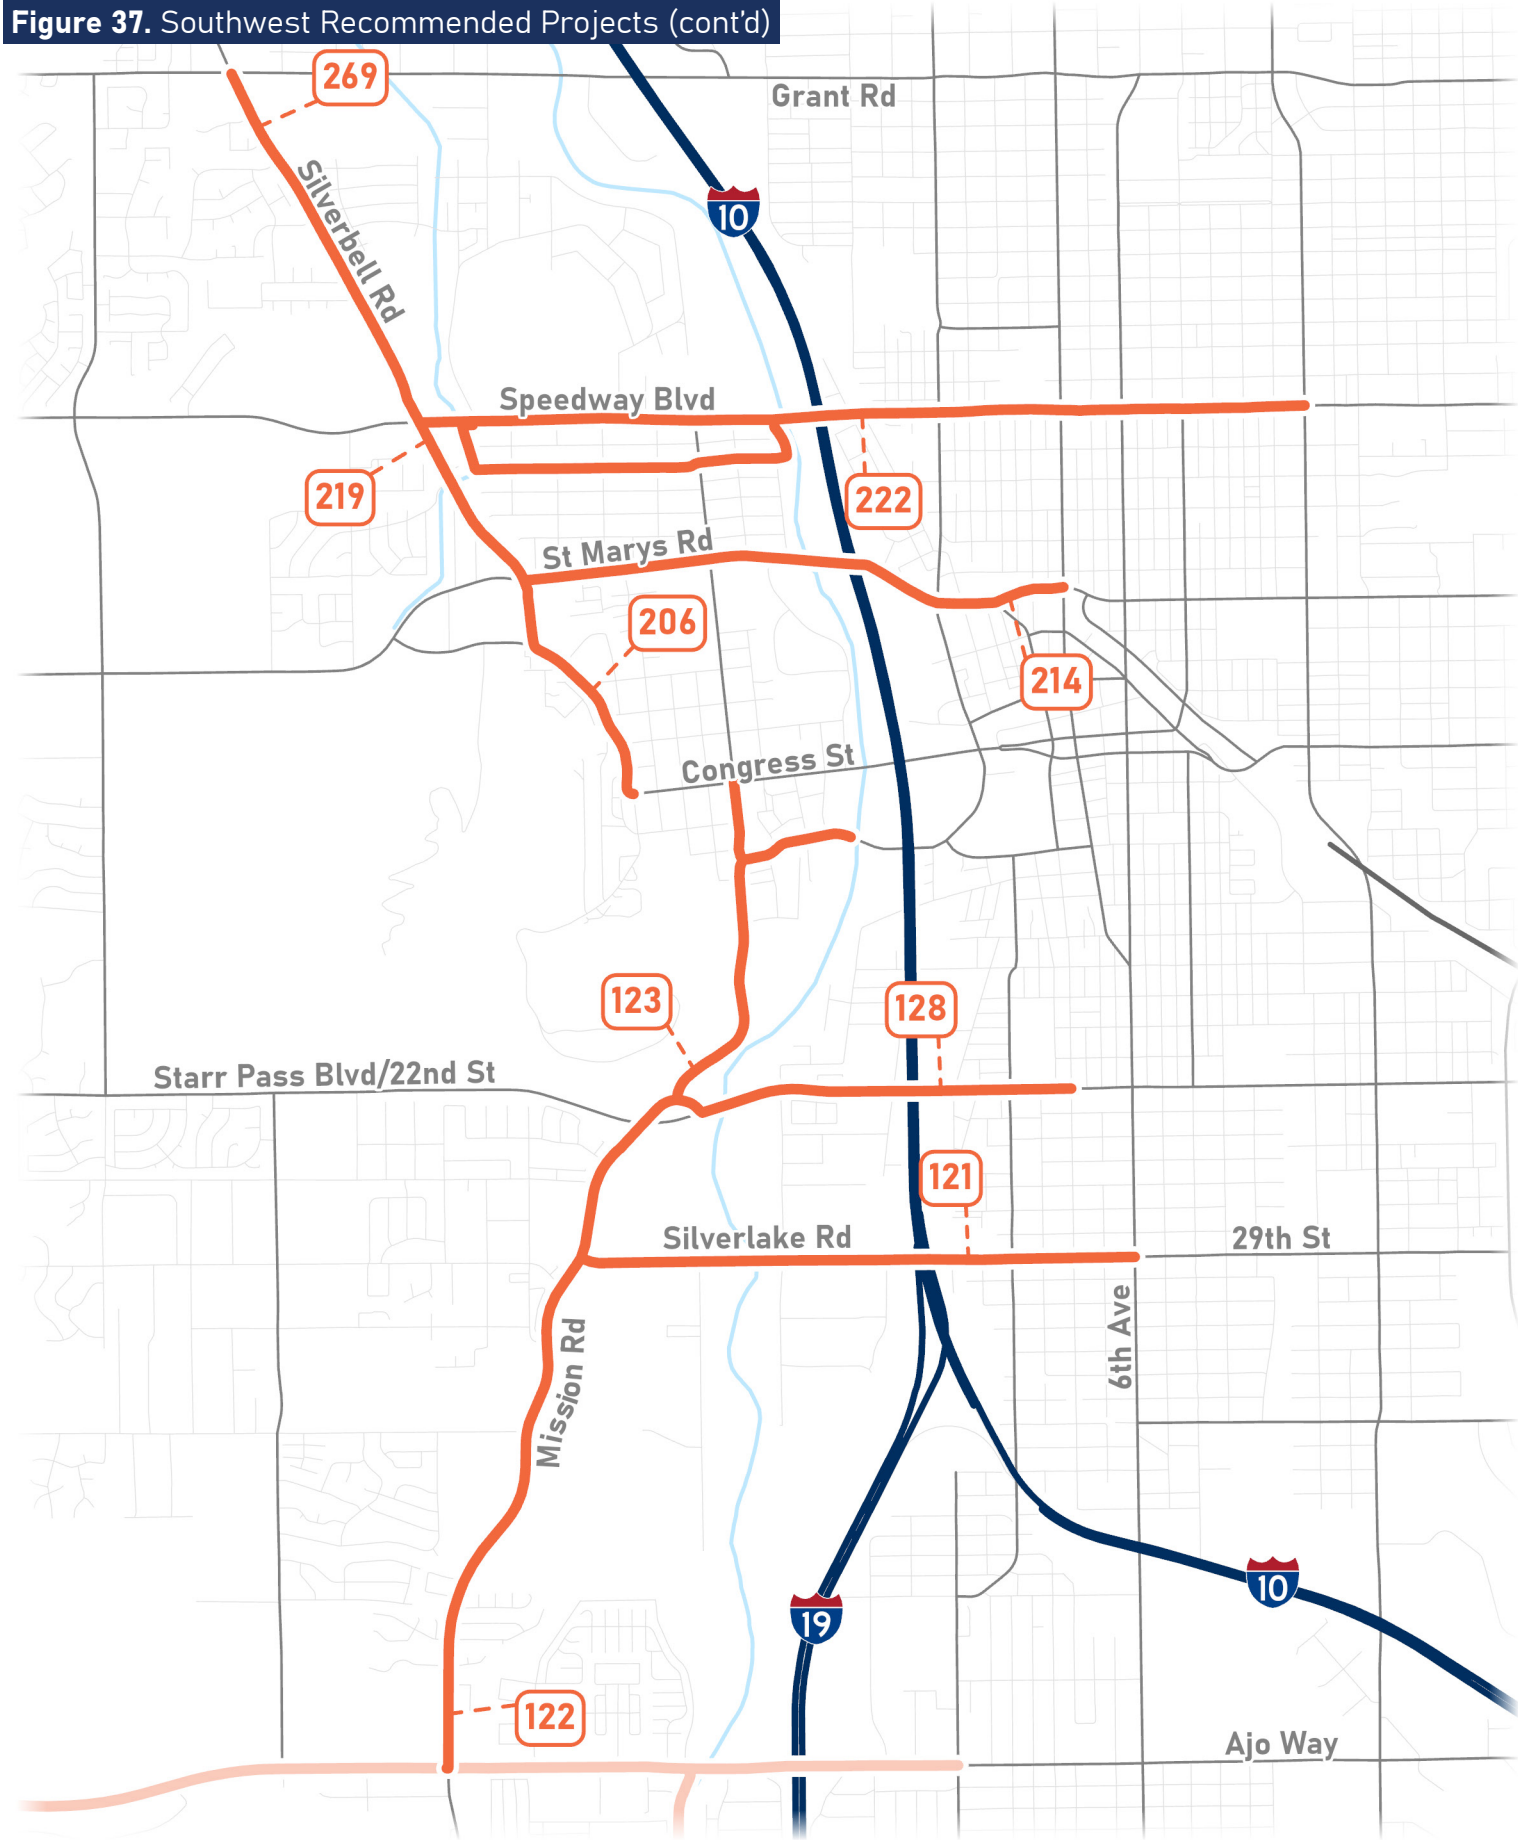 Figure 37. Southwest Recommended Projects (cont'd)
269
Grant Rd
Silverbell Rd
10
Speedway Blvd
219
222
St Marys Rd
206
214
Congress St
123
128
Starr Pass Blvd/22nd St
121
Silverlake Rd
29th St
6th Ave
Mission Rd
10
19
122
Ajo Way